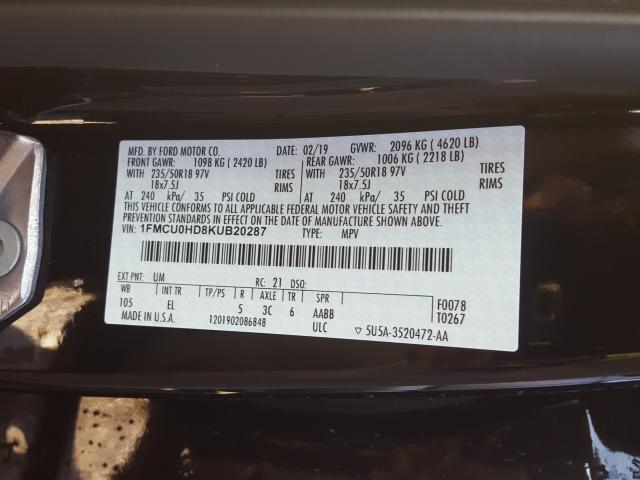 MFD. BY FORD MOTOR CO.
DATE: 02/19 GVWR: 2096 KG ( 4620 LB)
FRONT GAWR: 1098 KG ( 2420 LB) REAR GAWR: 1006 KG ( 2218 LB)
WITH 235/50R18 97V TIRES WITH 235/50R18 97V TIRES
18x7.5J RIMS 18x7.5J RIMS
AT 240 kPa/ 35 PSI COLD AT 240 kPa/ 35 PSI COLD
THIS VEHICLE CONFORMS TO ALL APPLICABLE FEDERAL MOTOR VEHICLE SAFETY AND THEFT PREVENTION STANDARDS IN EFFECT ON THE
DATE OF MANUFACTURE SHOWN ABOVE.
VIN: 1FMCU0HD8KUB20287 TYPE: MPV
EXT PNT: UM RC: 21 DSO:
WB INT TR TP/PS R AXLE TR SPR F0078
105 EL 5 3C 6 AABB T0267
MADE IN U.S.A. 1201902086848 ULC ▽ 5U5A-3520472-AA